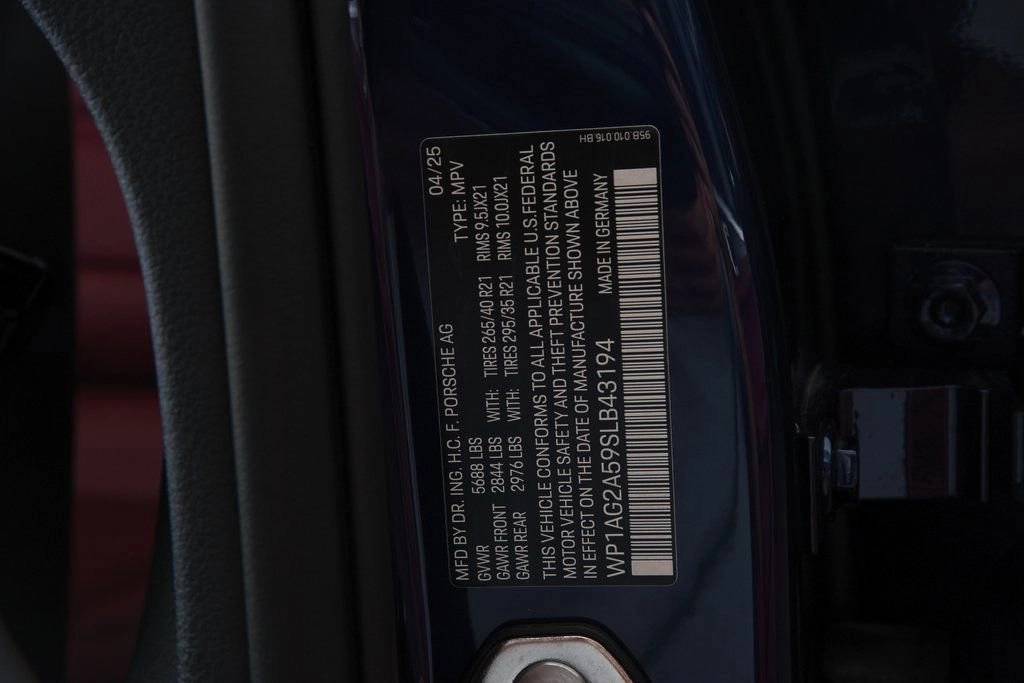 04/25
MFD BY DR. ING. H.C. F. PORSCHE AG TYPE: MPV
GVWR 5688 LBS
GAWR FRONT 2844 LBS WITH: TIRES 265/40 R21 RIMS 9.5JX21
GAWR REAR 2976 LBS WITH: TIRES 295/35 R21 RIMS 10.0JX21
THIS VEHICLE CONFORMS TO ALL APPLICABLE U.S. FEDERAL
MOTOR VEHICLE SAFETY AND THEFT PREVENTION STANDARDS
IN EFFECT ON THE DATE OF MANUFACTURE SHOWN ABOVE
WP1AG2A59SLB43194 MADE IN GERMANY
95B.010.016.BH